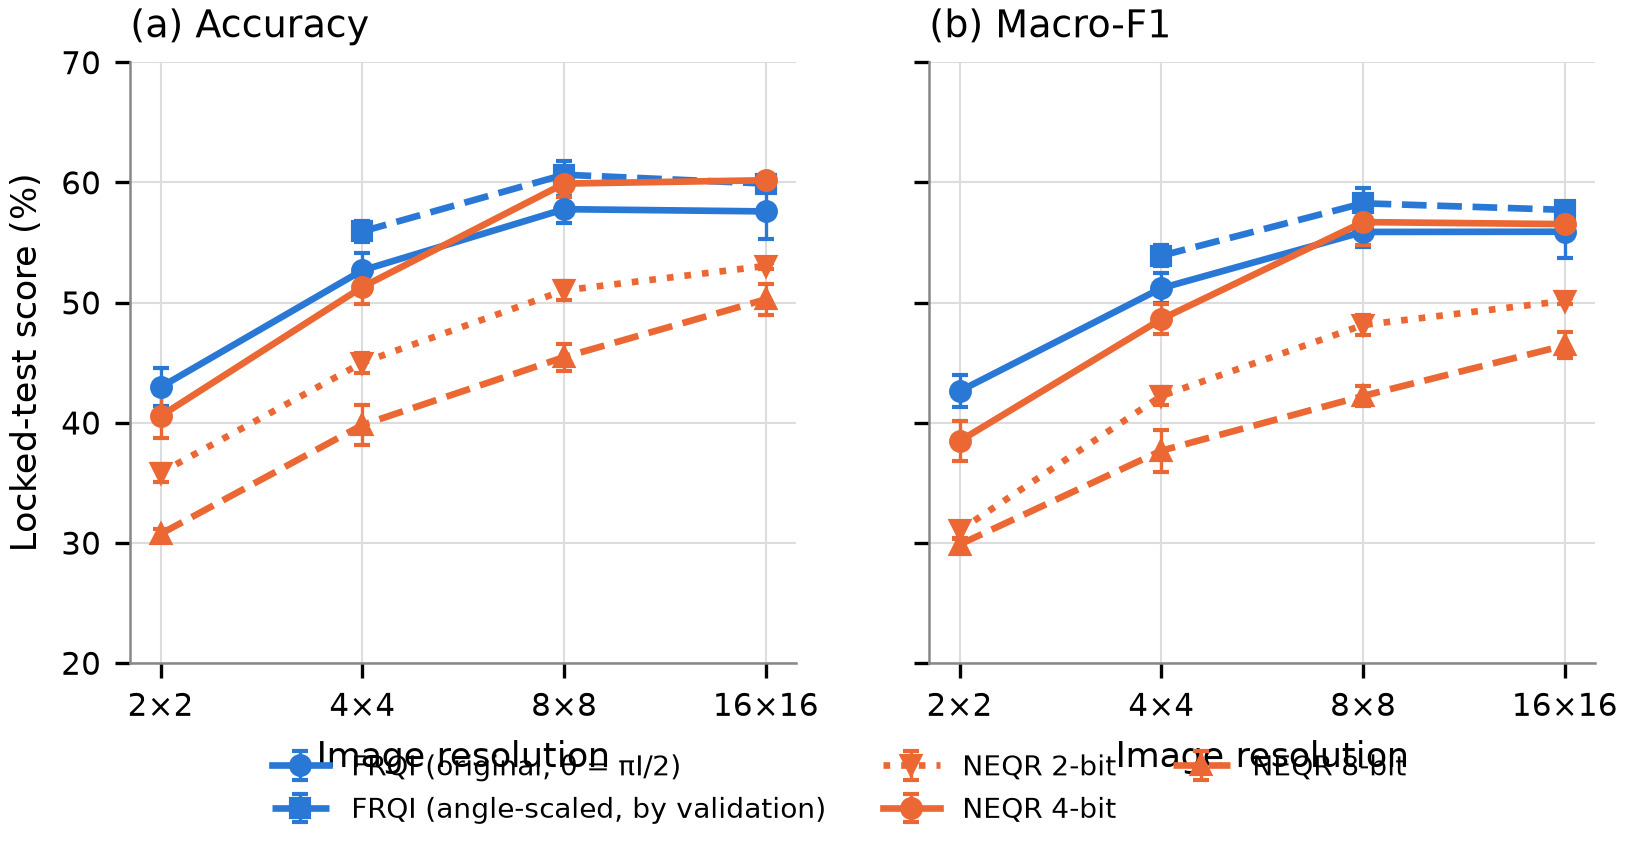 (a) Accuracy
(b) Macro-F1
Locked-test score (%)
70
60
50
40
30
20
2×2 4×4 8×8 16×16
2×2 4×4 8×8 16×16
Image resolution
Image resolution
FRQI (original, θ = πI/2)
FRQI (angle-scaled, by validation)
NEQR 2-bit
NEQR 4-bit
NEQR 8-bit